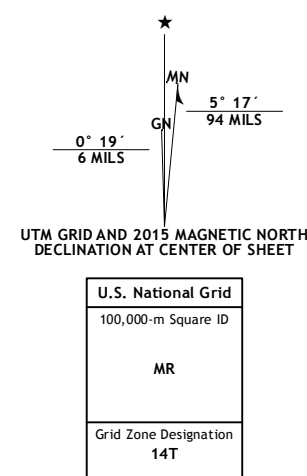 ★
MN
GN
5° 17´
94 MILS
0° 19´
6 MILS
UTM GRID AND 2015 MAGNETIC NORTH
DECLINATION AT CENTER OF SHEET
U.S. National Grid
100,000-m Square ID
MR
Grid Zone Designation
14T